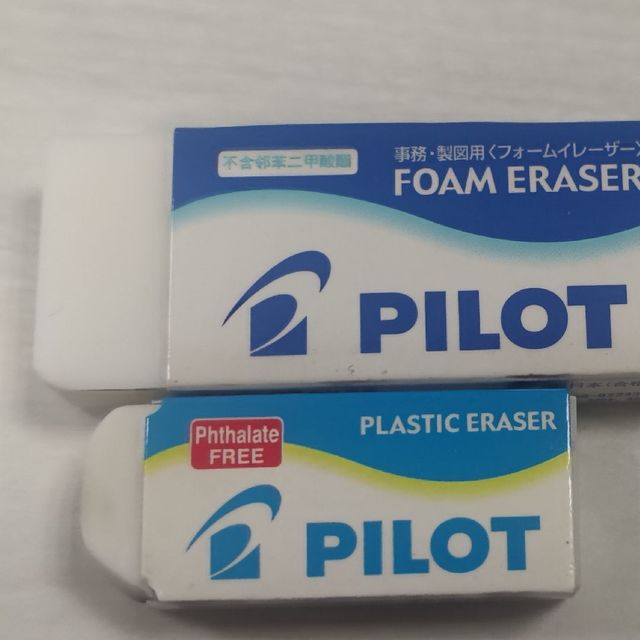 不含邻苯二甲酸酯
事務・製図用〈フォームイレーザー〉
FOAM ERASER
PILOT
PLASTIC ERASER
Phthalate
FREE
PILOT